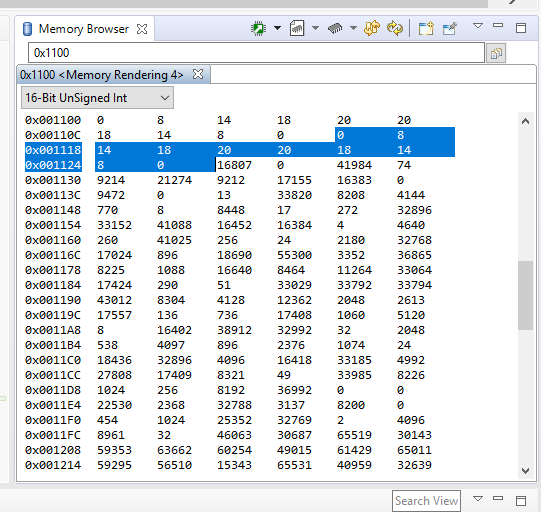 Memory Browser
0x1100
0x1100 <Memory Rendering 4>
16-Bit UnSigned Int
0x001100 0 8 14 18 20 20
0x00110C 18 14 8 0 0 8
0x001118 14 18 20 20 18 14
0x001124 8 0 16807 0 41984 74
0x001130 9214 21274 9212 17155 16383 0
0x00113C 9472 0 13 33820 8208 4144
0x001148 770 8 8448 17 272 32896
0x001154 33152 41088 16452 16384 4 4640
0x001160 260 41025 256 24 2180 32768
0x00116C 17024 896 18690 55300 3352 36865
0x001178 8225 1088 16640 8464 11264 33064
0x001184 17424 290 51 33029 33792 33794
0x001190 43012 8304 4128 12362 2048 2613
0x00119C 17557 136 736 17408 1060 5120
0x0011A8 8 16402 38912 32992 32 2048
0x0011B4 538 4097 896 2376 1074 24
0x0011C0 18436 32896 4096 16418 33185 4992
0x0011CC 27808 17409 8321 49 33985 8226
0x0011D8 1024 256 8192 36992 0 0
0x0011E4 22530 2368 32788 3137 8200 0
0x0011F0 454 1024 25352 32769 2 4096
0x0011FC 8961 32 46063 30687 65519 30143
0x001208 59353 63662 60254 49015 61429 65011
0x001214 59295 56510 15343 65531 40959 32639
Search View